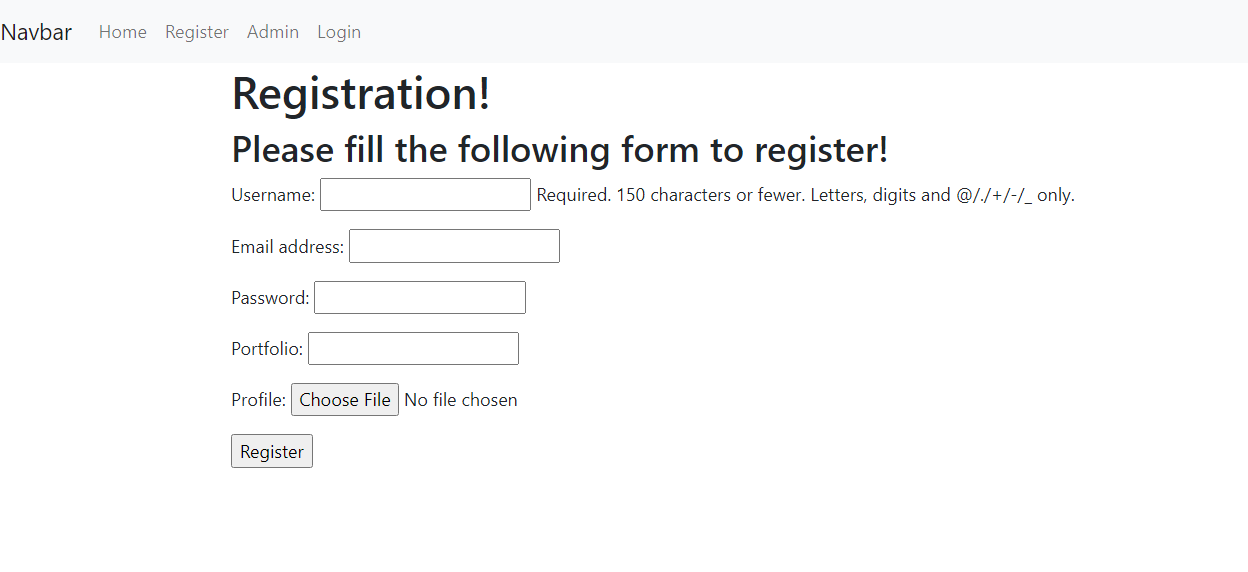 Navbar Home Register Admin Login
Registration!
Please fill the following form to register!
Username: Required. 150 characters or fewer. Letters, digits and @/./+/-/_ only.
Email address:
Password:
Portfolio:
Profile: Choose File No file chosen
Register